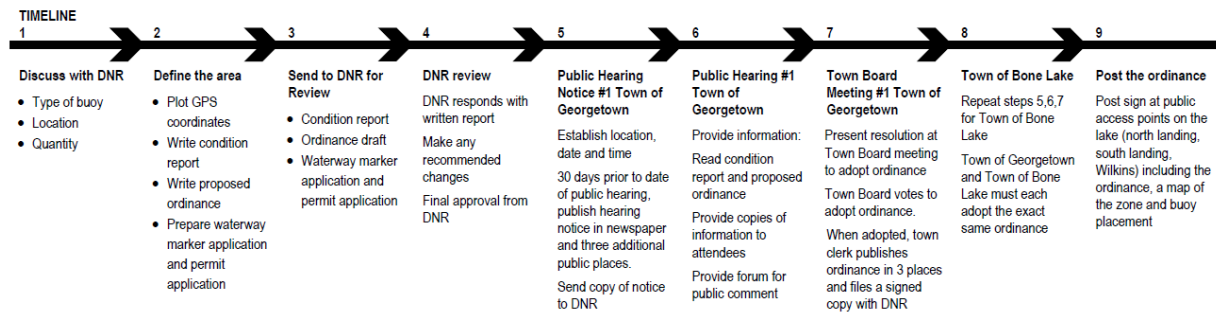 TIMELINE
1
2
3
4
5
6
7
8
9
Discuss with DNR
• Type of buoy
• Location
• Quantity
Define the area
• Plot GPS
coordinates
• Write condition
report
• Write proposed
ordinance
• Prepare waterway
marker application
and permit
application
Send to DNR for
Review
• Condition report
• Ordinance draft
• Waterway marker
application and
permit application
DNR review
DNR responds with
written report
Make any
recommended
changes
Final approval from
DNR
Public Hearing
Notice #1 Town of
Georgetown
Establish location,
date and time
30 days prior to date
of public hearing,
publish hearing
notice in newspaper
and three additional
public places.
Send copy of notice
to DNR
Public Hearing #1
Town of
Georgetown
Provide information:
Read condition
report and proposed
ordinance
Provide copies of
information to
attendees
Provide forum for
public comment
Town Board
Meeting #1 Town of
Georgetown
Present resolution at
Town Board meeting
to adopt ordinance
Town Board votes to
adopt ordinance.
When adopted, town
clerk publishes
ordinance in 3 places
and files a signed
copy with DNR
Town of Bone Lake
Repeat steps 5,6,7
for Town of Bone
Lake
Town of Georgetown
and Town of Bone
Lake must each
adopt the exact
same ordinance
Post the ordinance
Post sign at public
access points on the
lake (north landing,
south landing,
Wilkins) including the
ordinance, a map of
the zone and buoy
placement